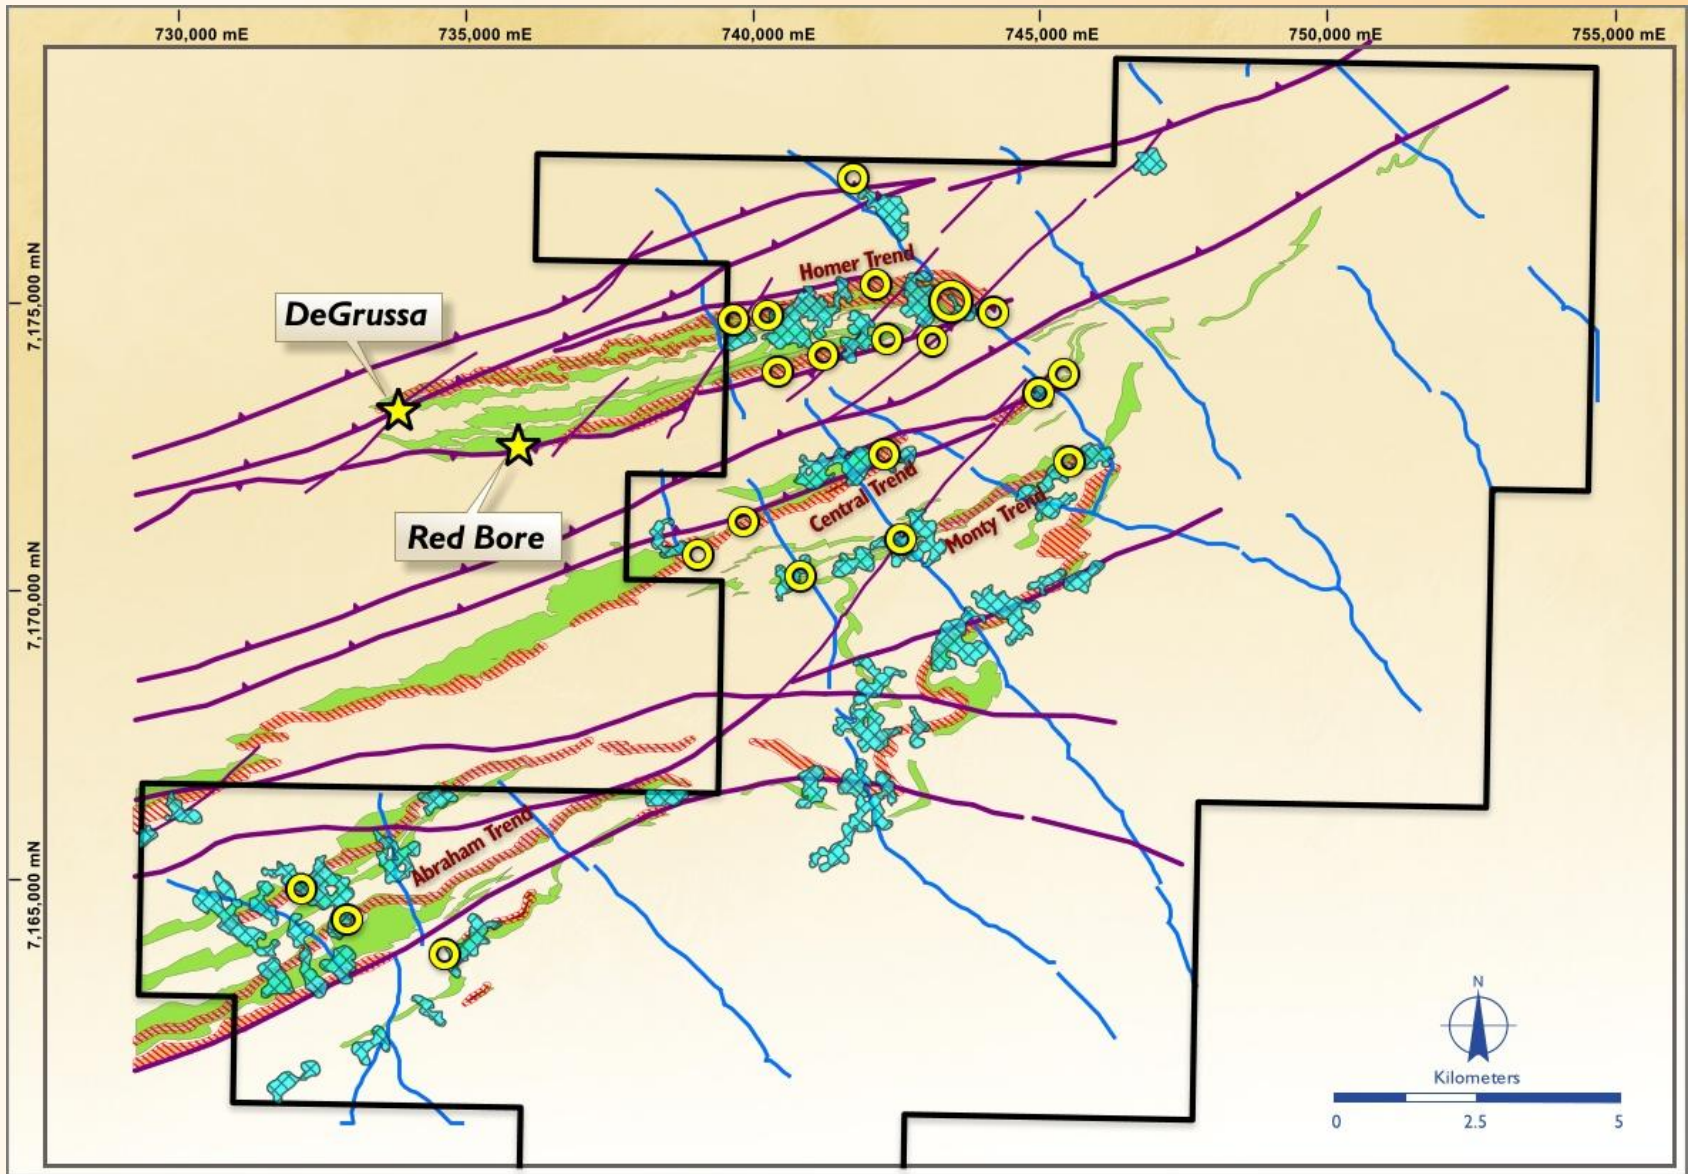 730,000 mE
735,000 mE
740,000 mE
745,000 mE
750,000 mE
755,000 mE
7,175,000 mN
7,170,000 mN
7,165,000 mN
Homer Trend
DeGrussa
Red Bore
Central Trend
Monty Trend
Abraham Trend
N
Kilometers
0 2.5 5